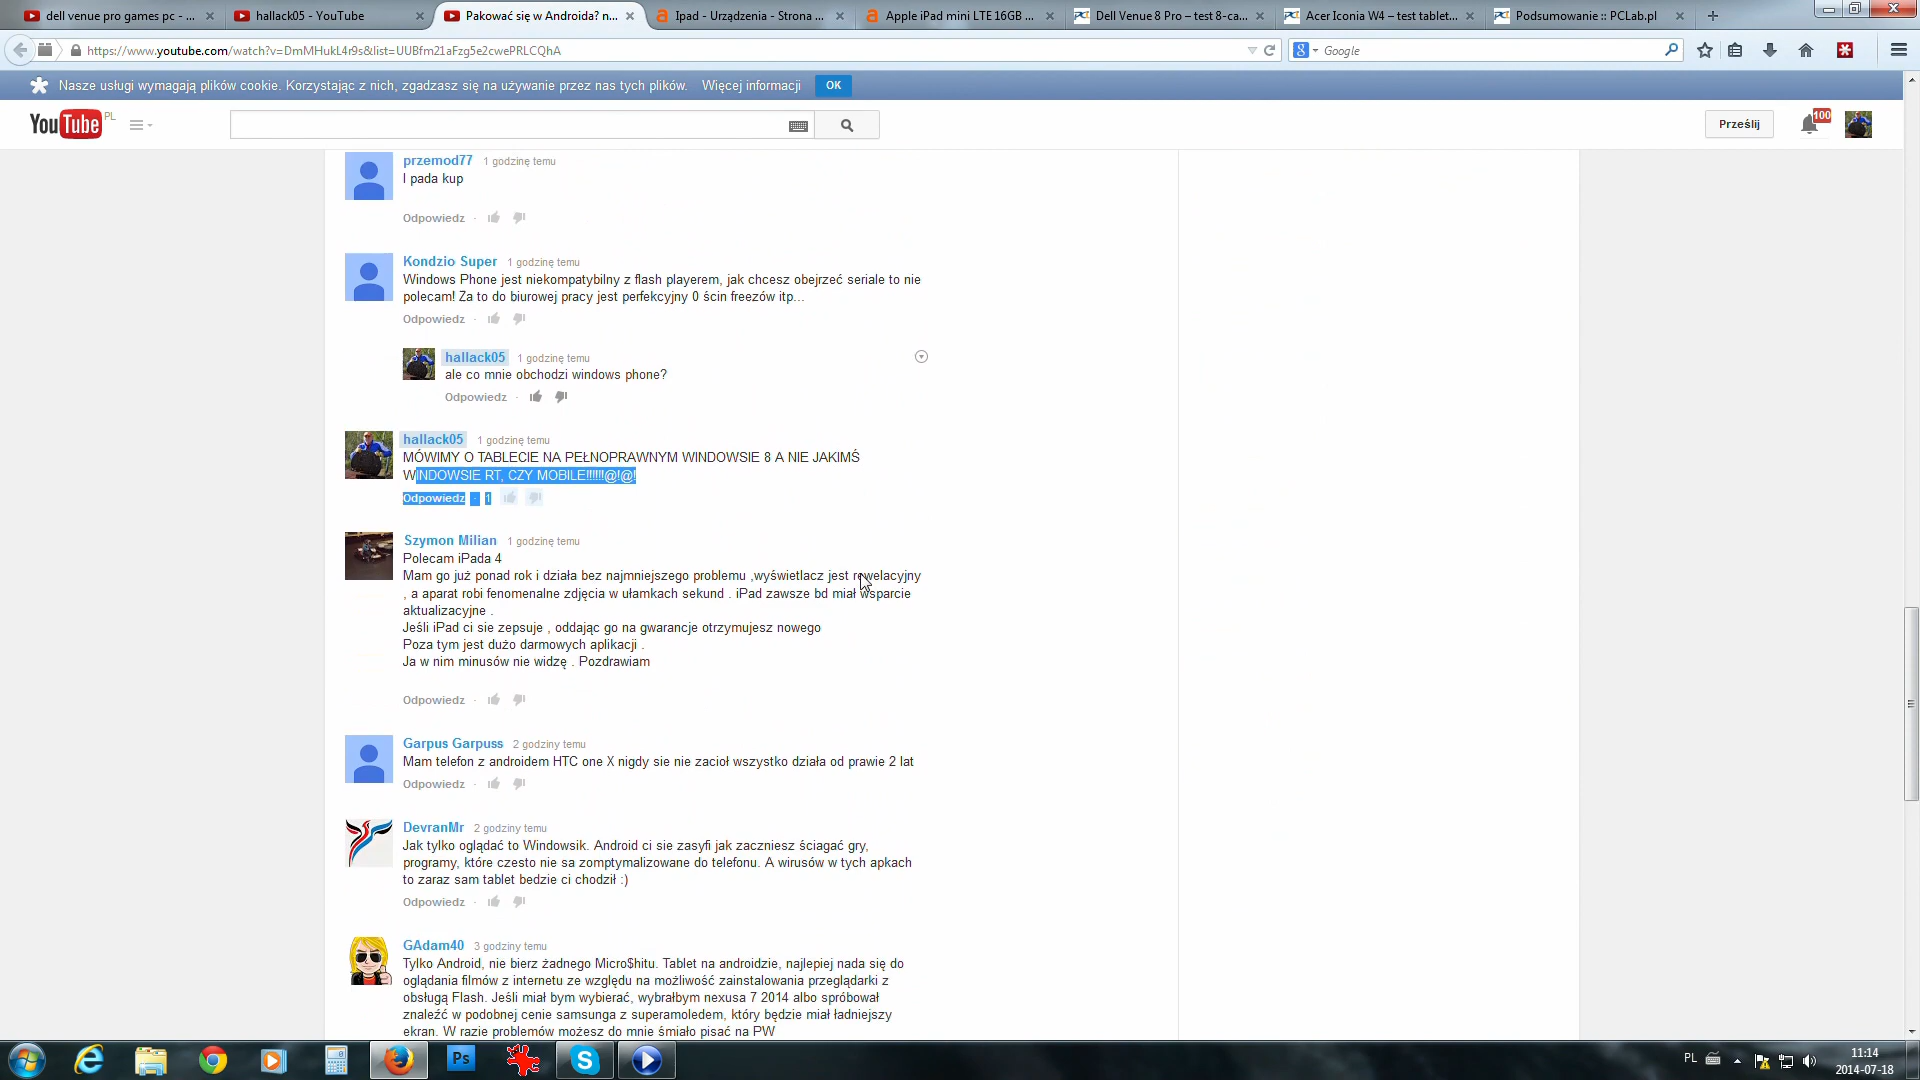 dell venue pro games pc - ...
hallack05 - YouTube
Pakować się w Androida? n...
Ipad - Urządzenia - Strona ...
Apple iPad mini LTE 16GB ...
Dell Venue 8 Pro – test 8-ca...
Acer Iconia W4 – test tablet...
Podsumowanie :: PCLab.pl
https://www.youtube.com/watch?v=DmMHukL4r9s&list=UUBfm21aFzg5e2cwePRLCQhA
Google
Nasze usługi wymagają plików cookie. Korzystając z nich, zgadzasz się na używanie przez nas tych plików. Więcej informacji OK
YouTube PL
Prześlij
100
przemod77 1 godzinę temu
I pada kup
Odpowiedz ·
Kondzio Super 1 godzinę temu
Windows Phone jest niekompatybilny z flash playerem, jak chcesz obejrzeć seriale to nie
polecam! Za to do biurowej pracy jest perfekcyjny 0 ścin freezów itp...
Odpowiedz ·
hallack05 1 godzinę temu
ale co mnie obchodzi windows phone?
Odpowiedz ·
hallack05 1 godzinę temu
MÓWIMY O TABLECIE NA PEŁNOPRAWNYM WINDOWSIE 8 A NIE JAKIMŚ
WINDOWSIE RT, CZY MOBILE!!!!!!@!@!
Odpowiedz · 1
Szymon Milian 1 godzinę temu
Polecam iPada 4
Mam go już ponad rok i działa bez najmniejszego problemu ,wyświetlacz jest rewelacyjny
, a aparat robi fenomenalne zdjęcia w ułamkach sekund . iPad zawsze bd miał wsparcie
aktualizacyjne .
Jeśli iPad ci sie zepsuje , oddając go na gwarancje otrzymujesz nowego
Poza tym jest dużo darmowych aplikacji .
Ja w nim minusów nie widzę . Pozdrawiam
Odpowiedz ·
Garpus Garpuss 2 godziny temu
Mam telefon z androidem HTC one X nigdy sie nie zacioł wszystko działa od prawie 2 lat
Odpowiedz ·
DevranMr 2 godziny temu
Jak tylko oglądać to Windowsik. Android ci sie zasyfi jak zaczniesz ściagać gry,
programy, które czesto nie sa zomptymalizowane do telefonu. A wirusów w tych apkach
to zaraz sam tablet bedzie ci chodził :)
Odpowiedz ·
GAdam40 3 godziny temu
Tylko Android, nie bierz żadnego Micro$hitu. Tablet na androidzie, najlepiej nada się do
oglądania filmów z internetu ze względu na możliwość zainstalowania przeglądarki z
obsługą Flash. Jeśli miał bym wybierać, wybrałbym nexusa 7 2014 albo spróbował
znaleźć w podobnej cenie samsunga z superamoledem, który będzie miał ładniejszy
ekran. W razie problemów możesz do mnie śmiało pisać na PW
Ps
PL
11:14
2014-07-18